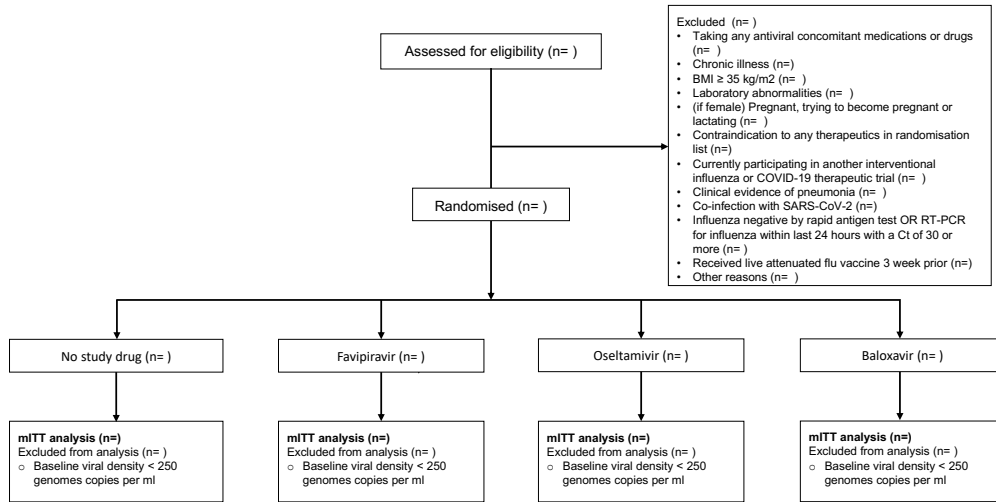 Assessed for eligibility (n= )
Excluded (n= )
• Taking any antiviral concomitant medications or drugs
(n= )
• Chronic illness (n=)
• BMI ≥ 35 kg/m2 (n= )
• Laboratory abnormalities (n= )
• (if female) Pregnant, trying to become pregnant or
lactating (n= )
• Contraindication to any therapeutics in randomisation
list (n=)
• Currently participating in another interventional
influenza or COVID-19 therapeutic trial (n= )
• Clinical evidence of pneumonia (n= )
• Co-infection with SARS-CoV-2 (n=)
• Influenza negative by rapid antigen test OR RT-PCR
for influenza within last 24 hours with a Ct of 30 or
more (n= )
• Received live attenuated flu vaccine 3 week prior (n=)
• Other reasons (n= )
Randomised (n= )
No study drug (n= )
Favipiravir (n= )
Oseltamivir (n= )
Baloxavir (n= )
mITT analysis (n=)
Excluded from analysis (n= )
o Baseline viral density < 250
genomes copies per ml
mITT analysis (n=)
Excluded from analysis (n= )
o Baseline viral density < 250
genomes copies per ml
mITT analysis (n=)
Excluded from analysis (n= )
o Baseline viral density < 250
genomes copies per ml
mITT analysis (n=)
Excluded from analysis (n= )
o Baseline viral density < 250
genomes copies per ml